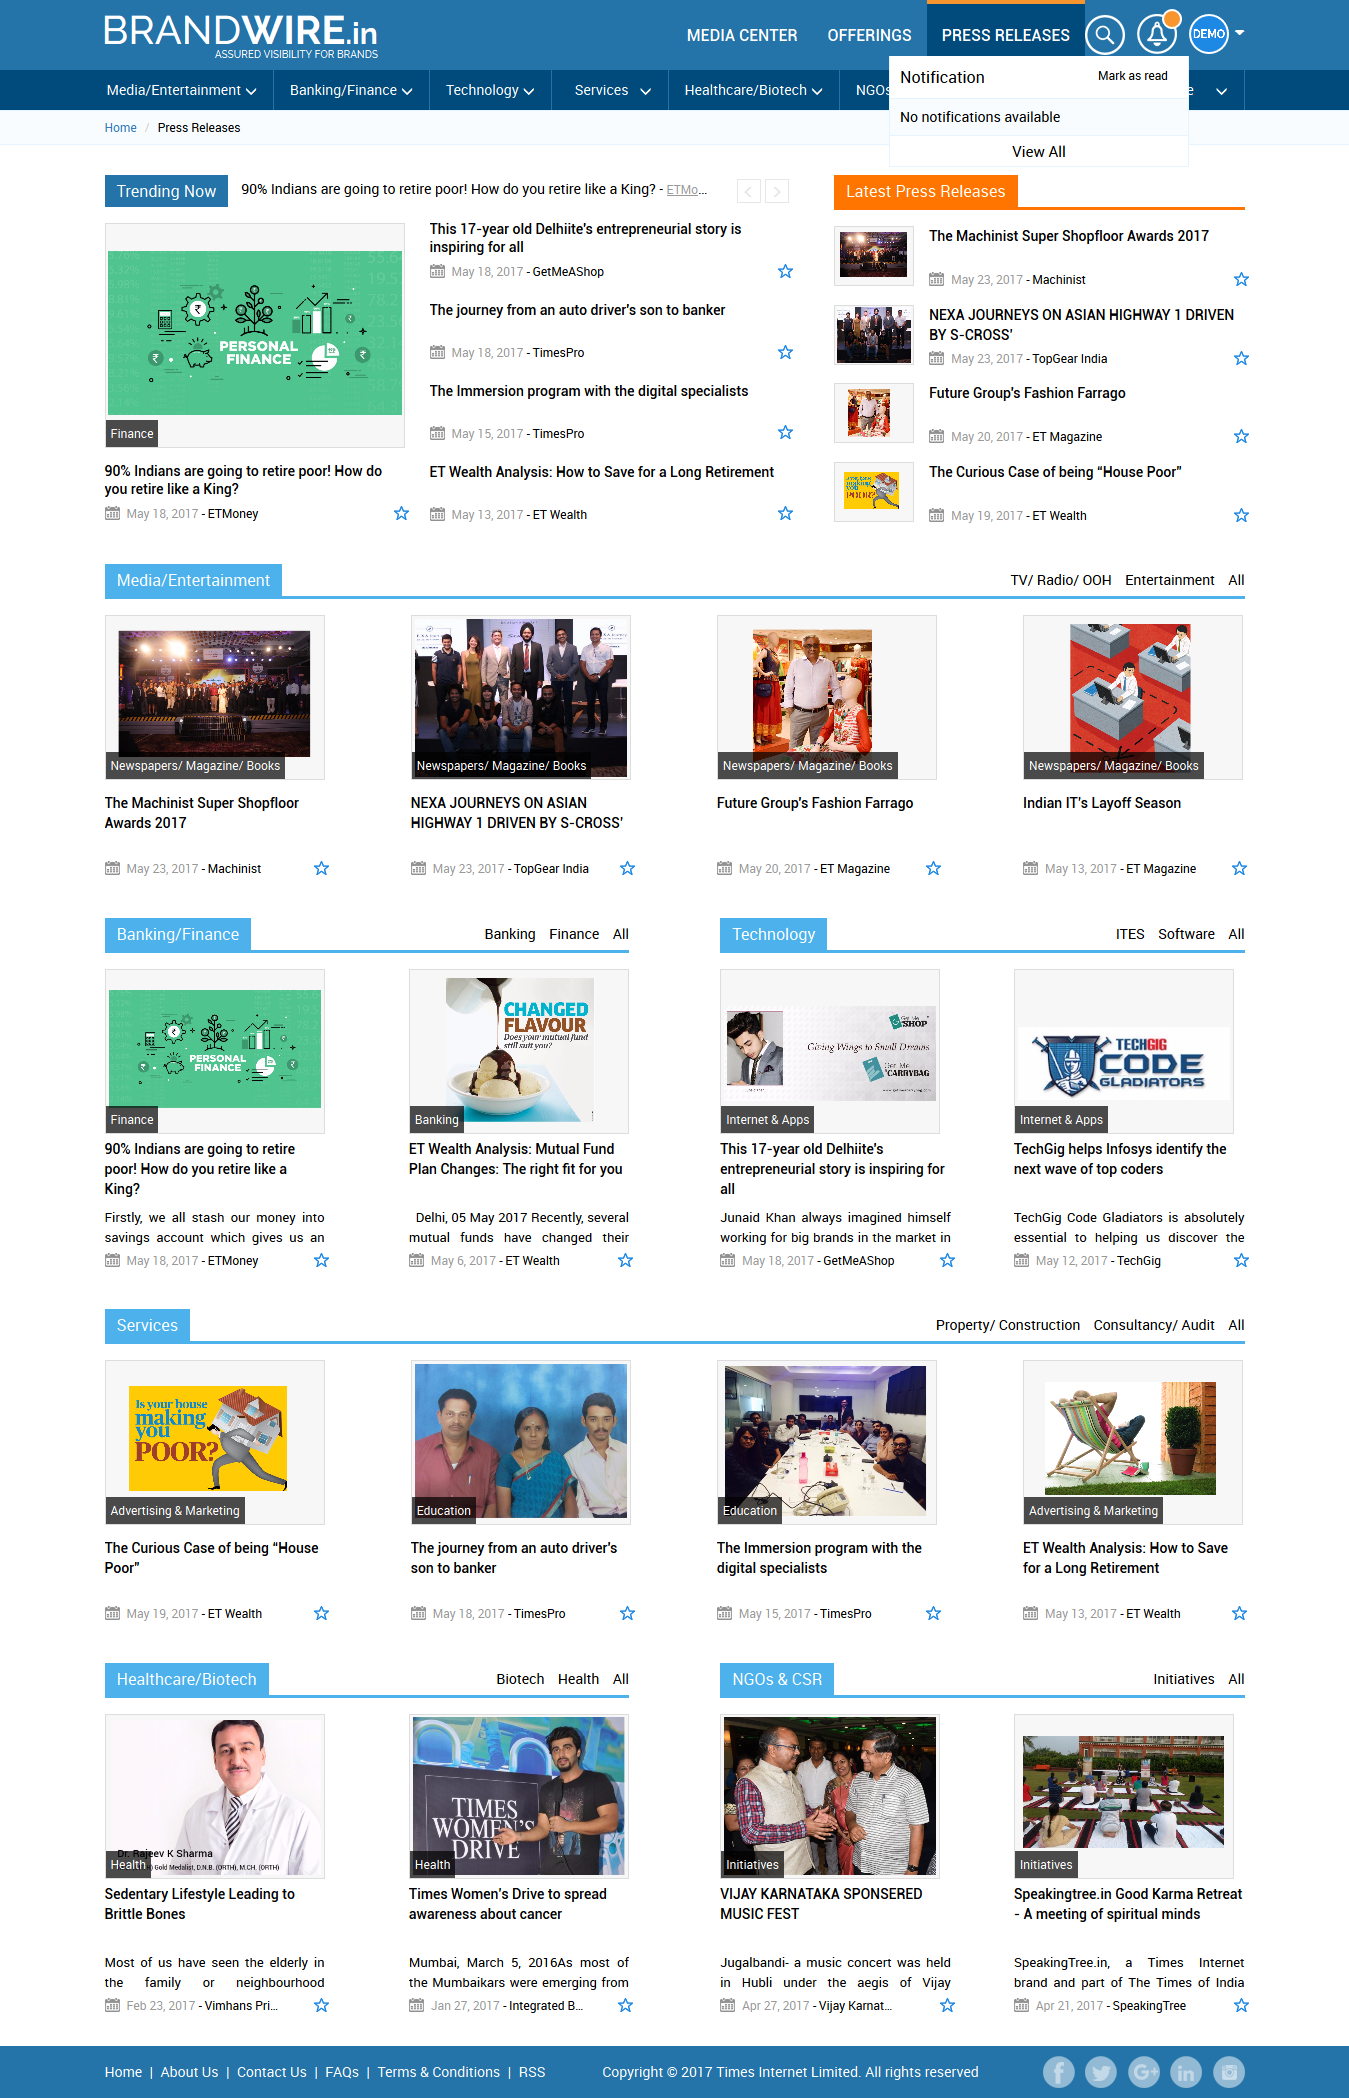 BRANDWIRE.in
ASSURED VISIBILITY FOR BRANDS
MEDIA CENTER OFFERINGS PRESS RELEASES DEMO
Media/Entertainment Banking/Finance Technology Services Healthcare/Biotech NGOs e
Notification Mark as read
No notifications available
View All
Home / Press Releases
Trending Now 90% Indians are going to retire poor! How do you retire like a King? - ETMo...
PERSONAL FINANCE
Finance
90% Indians are going to retire poor! How do
you retire like a King?
May 18, 2017 - ETMoney
This 17-year old Delhiite's entrepreneurial story is
inspiring for all
May 18, 2017 - GetMeAShop
The journey from an auto driver's son to banker
May 18, 2017 - TimesPro
The Immersion program with the digital specialists
May 15, 2017 - TimesPro
ET Wealth Analysis: How to Save for a Long Retirement
May 13, 2017 - ET Wealth
Latest Press Releases
The Machinist Super Shopfloor Awards 2017
May 23, 2017 - Machinist
NEXA JOURNEYS ON ASIAN HIGHWAY 1 DRIVEN
BY S-CROSS'
May 23, 2017 - TopGear India
Future Group's Fashion Farrago
May 20, 2017 - ET Magazine
making
you
POOR?
The Curious Case of being “House Poor”
May 19, 2017 - ET Wealth
Media/Entertainment TV/ Radio/ OOH Entertainment All
Newspapers/ Magazine/ Books
The Machinist Super Shopfloor
Awards 2017
May 23, 2017 - Machinist
Newspapers/ Magazine/ Books
NEXA JOURNEYS ON ASIAN
HIGHWAY 1 DRIVEN BY S-CROSS'
May 23, 2017 - TopGear India
Newspapers/ Magazine/ Books
Future Group's Fashion Farrago
May 20, 2017 - ET Magazine
Newspapers/ Magazine/ Books
Indian IT's Layoff Season
May 13, 2017 - ET Magazine
Banking/Finance Banking Finance All
PERSONAL
FINANCE
Finance
90% Indians are going to retire
poor! How do you retire like a
King?
Firstly, we all stash our money into
savings account which gives us an
May 18, 2017 - ETMoney
CHANGED
FLAVOUR
Does your mutual fund
still suit you?
Banking
ET Wealth Analysis: Mutual Fund
Plan Changes: The right fit for you
Delhi, 05 May 2017 Recently, several
mutual funds have changed their
May 6, 2017 - ET Wealth
Technology ITES Software All
Get Me
SHOP
Giving Wings to Small Dreams
Get Me
CARRYBAG
Internet & Apps
This 17-year old Delhiite's
entrepreneurial story is inspiring for
all
Junaid Khan always imagined himself
working for big brands in the market in
May 18, 2017 - GetMeAShop
TECHGIG
CODE
GLADIATORS
Internet & Apps
TechGig helps Infosys identify the
next wave of top coders
TechGig Code Gladiators is absolutely
essential to helping us discover the
May 12, 2017 - TechGig
Services Property/ Construction Consultancy/ Audit All
Is your house
making
you
POOR?
Advertising & Marketing
The Curious Case of being “House
Poor”
May 19, 2017 - ET Wealth
Education
The journey from an auto driver's
son to banker
May 18, 2017 - TimesPro
Education
The Immersion program with the
digital specialists
May 15, 2017 - TimesPro
Advertising & Marketing
ET Wealth Analysis: How to Save
for a Long Retirement
May 13, 2017 - ET Wealth
Healthcare/Biotech Biotech Health All
Dr. Rajeev K Sharma
Gold Medalist, D.N.B. (ORTH), M.CH. (ORTH)
Health
Sedentary Lifestyle Leading to
Brittle Bones
Most of us have seen the elderly in
the family or neighbourhood
Feb 23, 2017 - Vimhans Pri...
TIMES
WOMEN'S
DRIVE
Health
Times Women's Drive to spread
awareness about cancer
Mumbai, March 5, 2016As most of
the Mumbaikars were emerging from
Jan 27, 2017 - Integrated B...
NGOs & CSR Initiatives All
Initiatives
VIJAY KARNATAKA SPONSERED
MUSIC FEST
Jugalbandi- a music concert was held
in Hubli under the aegis of Vijay
Apr 27, 2017 - Vijay Karnat...
Initiatives
Speakingtree.in Good Karma Retreat
- A meeting of spiritual minds
SpeakingTree.in, a Times Internet
brand and part of The Times of India
Apr 21, 2017 - SpeakingTree
Home | About Us | Contact Us | FAQs | Terms & Conditions | RSS Copyright © 2017 Times Internet Limited. All rights reserved